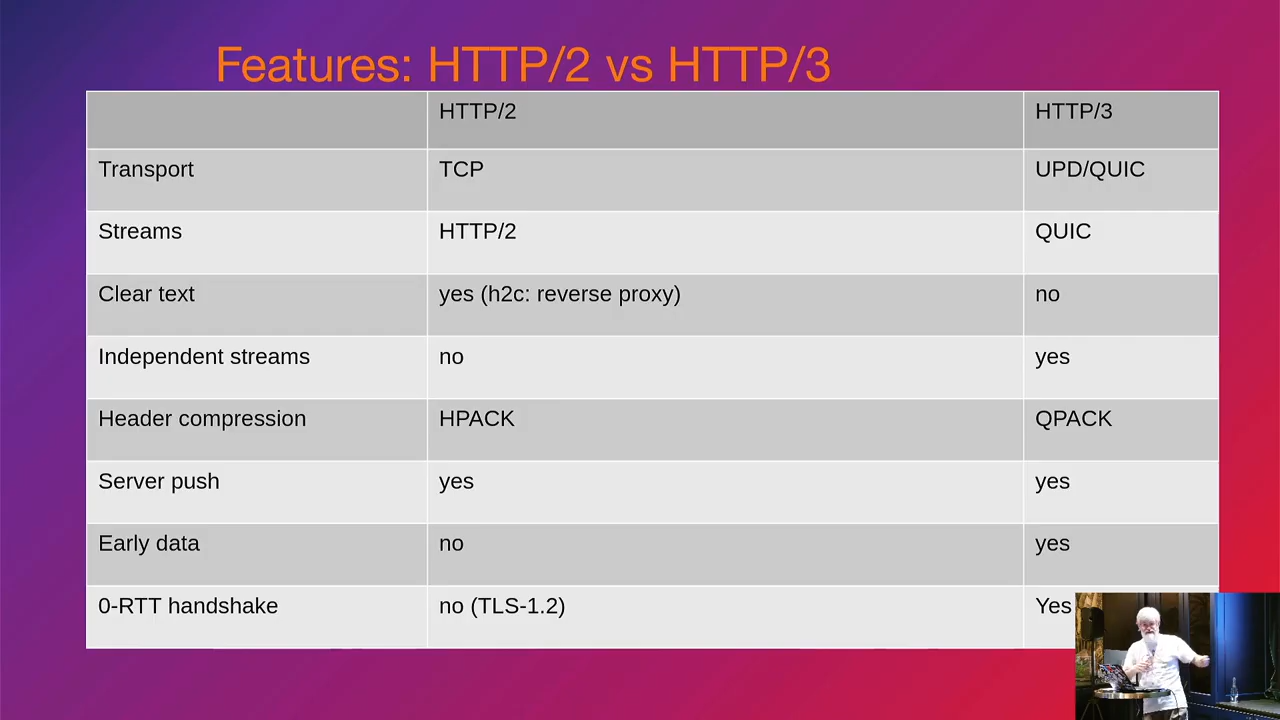 Features: HTTP/2 vs HTTP/3
HTTP/2 HTTP/3
Transport TCP UPD/QUIC
Streams HTTP/2 QUIC
Clear text yes (h2c: reverse proxy) no
Independent streams no yes
Header compression HPACK QPACK
Server push yes yes
Early data no yes
0-RTT handshake no (TLS-1.2) Yes